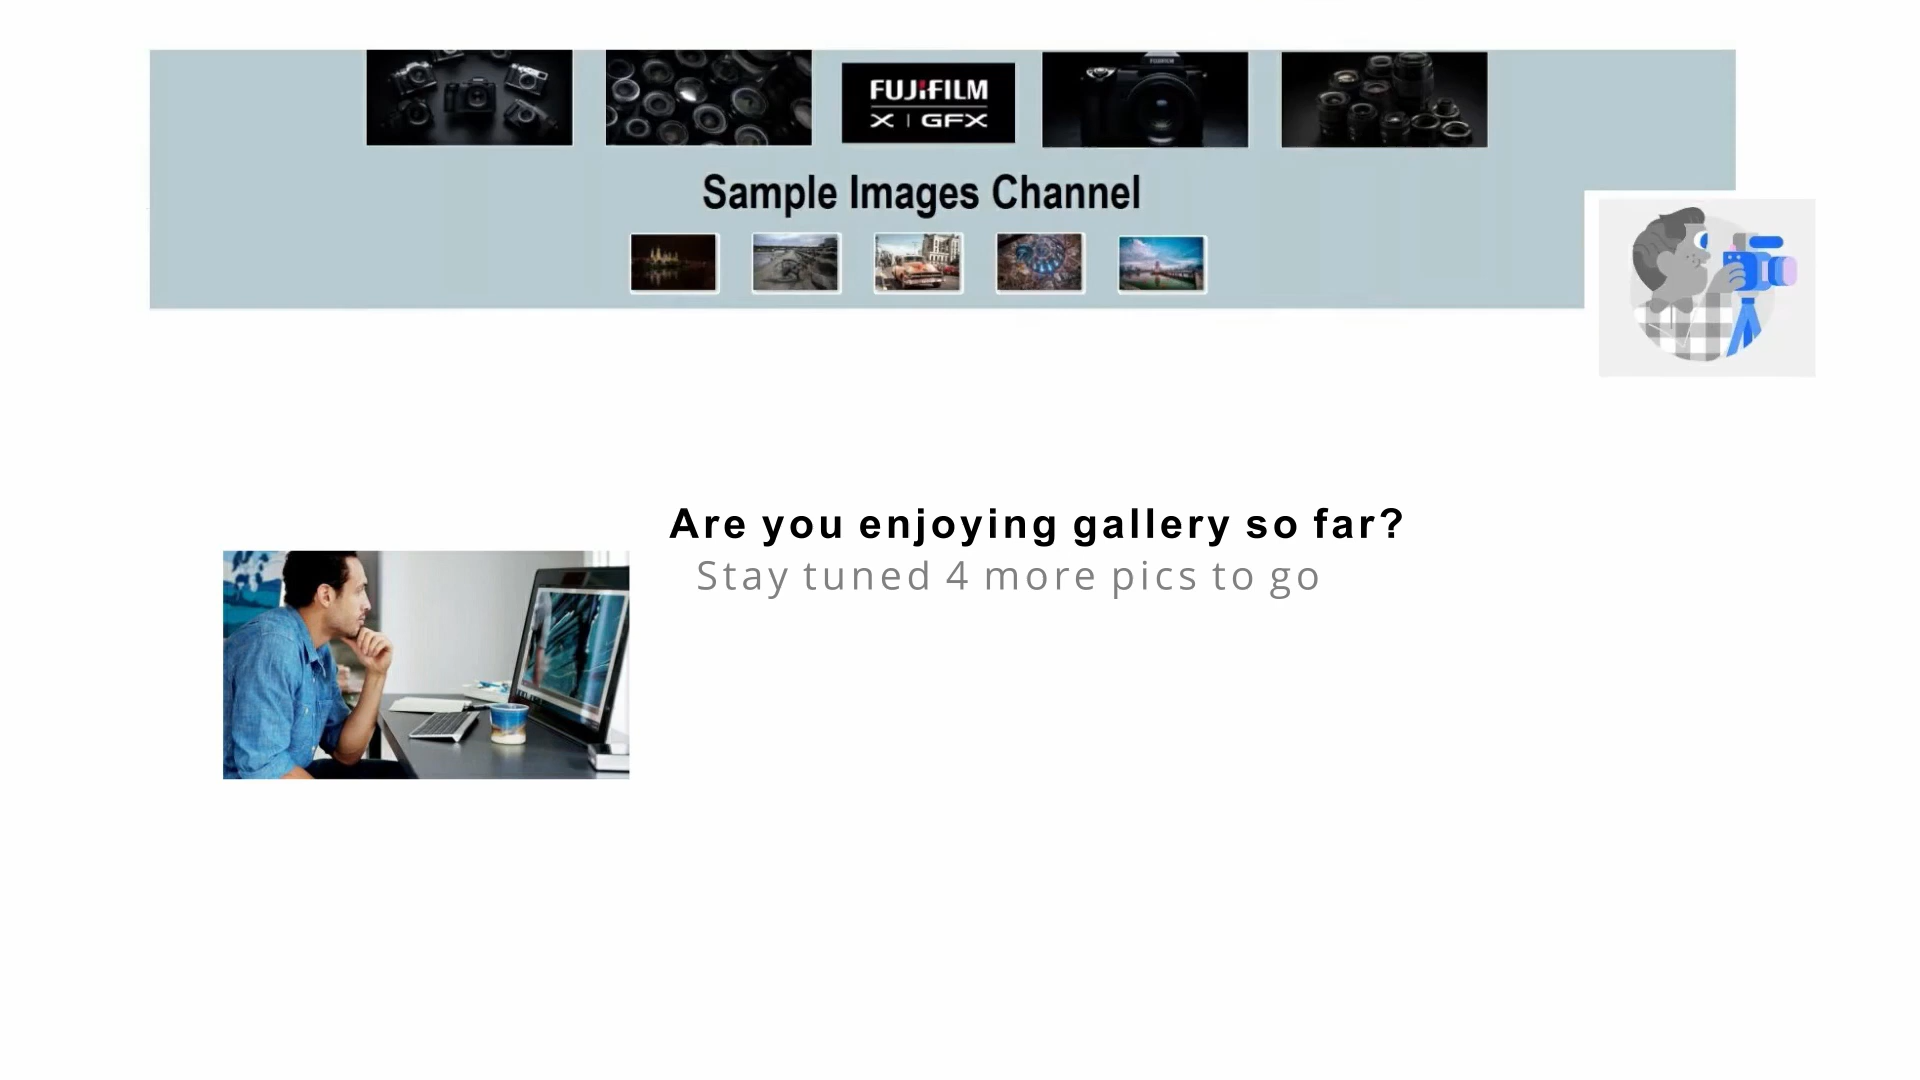 FUJIFILM
X | GFX
Sample Images Channel
Are you enjoying gallery so far?
Stay tuned 4 more pics to go